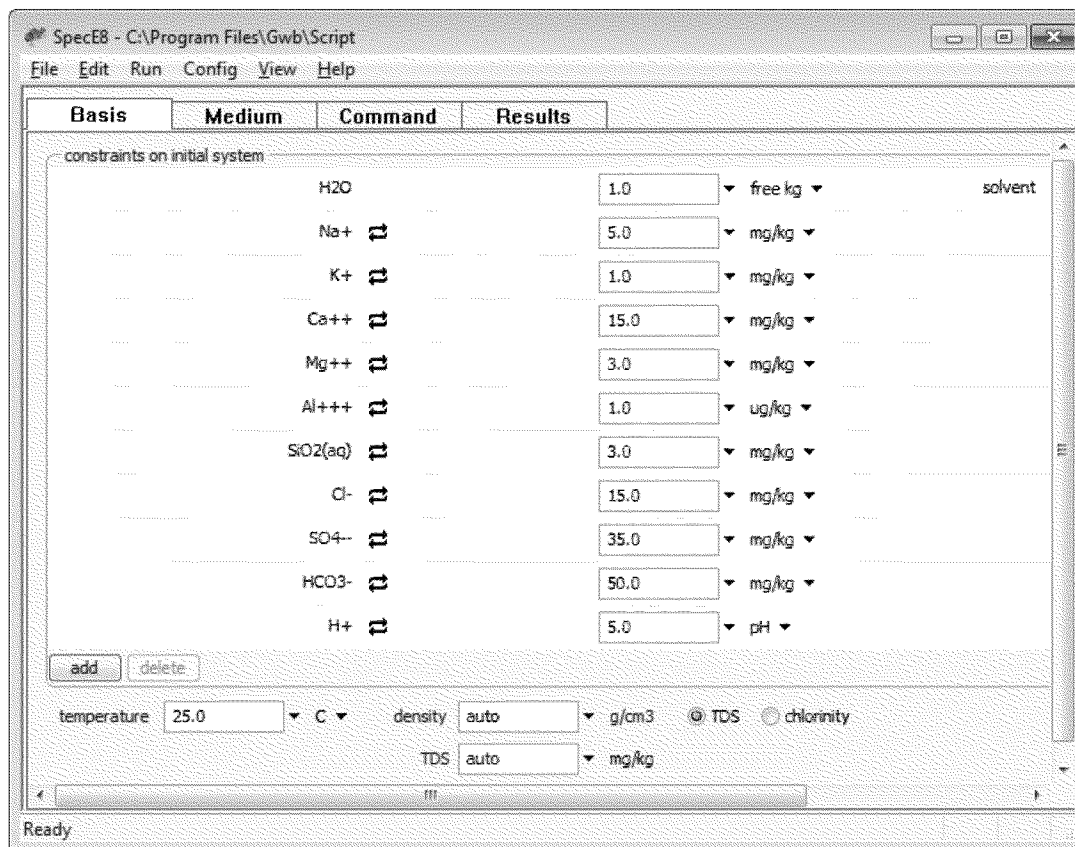 SpecE8 - C:\Program Files\Gwb\Script
File Edit Run Config View Help
Basis Medium Command Results
constraints on initial system
H2O 1.0 free kg solvent
Na+ 5.0 mg/kg
K+ 1.0 mg/kg
Ca++ 15.0 mg/kg
Mg++ 3.0 mg/kg
Al+++ 1.0 ug/kg
SiO2(aq) 3.0 mg/kg
Cl- 15.0 mg/kg
SO4-- 35.0 mg/kg
HCO3- 50.0 mg/kg
H+ 5.0 pH
add delete
temperature 25.0 C density auto g/cm3 TDS chlorinity
TDS auto mg/kg
Ready